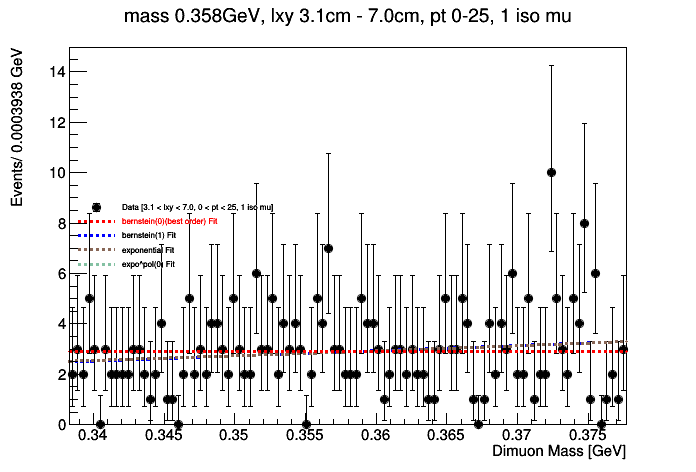 mass 0.358GeV, lxy 3.1cm - 7.0cm, pt 0-25, 1 iso mu
Events/ 0.0003938 GeV
14
12
10
8
6
4
2
0
Data [3.1 < lxy < 7.0, 0 < pt < 25, 1 iso mu]
bernstein(0)(best order) Fit
bernstein(1) Fit
exponential Fit
expo*pol(0) Fit
0.34 0.345 0.35 0.355 0.36 0.365 0.37 0.375
Dimuon Mass [GeV]